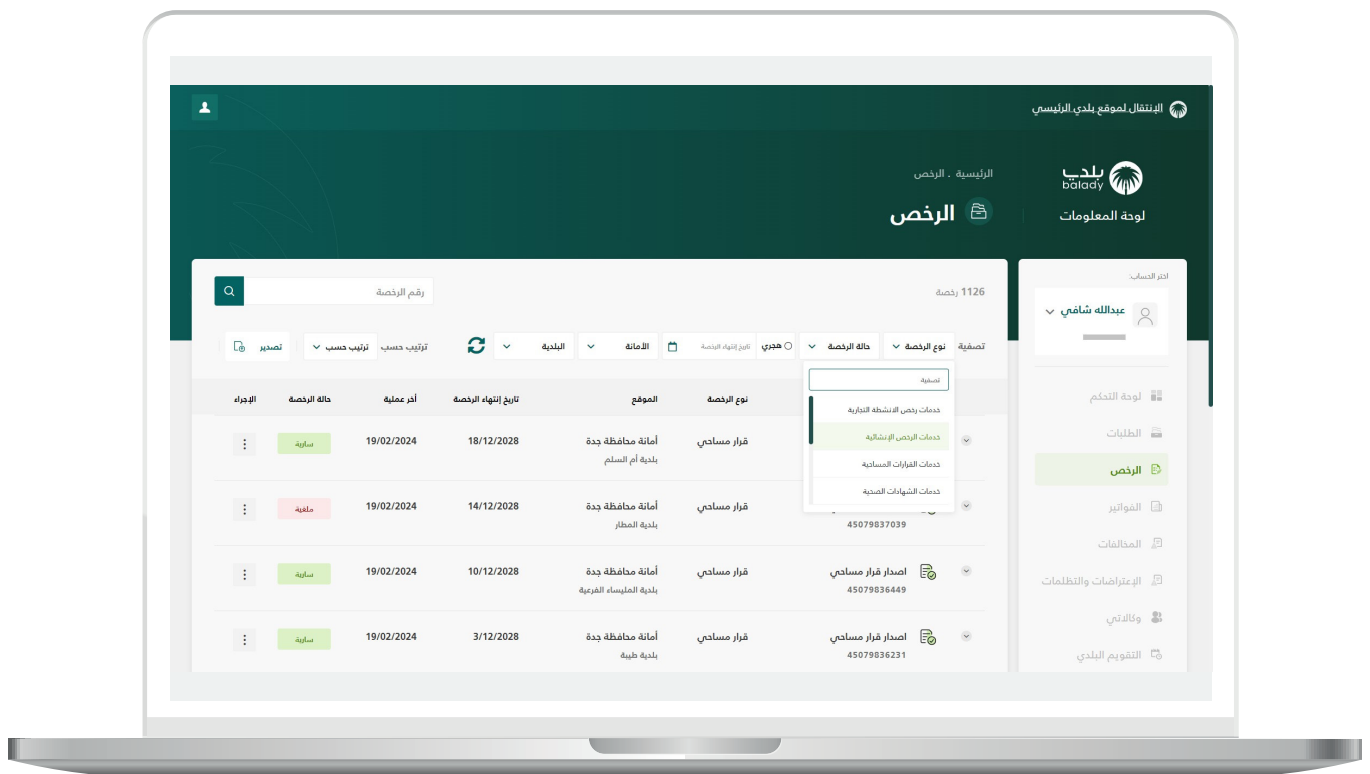 الإنتقال لموقع بلدي الرئيسي
بلدي
balady
لوحة المعلومات
الرئيسية . الرخص
الرخص
اختر الحساب:
عبدالله شافي
لوحة التحكم
الطلبات
الرخص
الفواتير
المخالفات
الإعتراضات والتظلمات
وكالاتي
التقويم البلدي
1126 رخصة
رقم الرخصة
تصفية نوع الرخصة حالة الرخصة هجري تاريخ إنتهاء الرخصة الأمانة البلدية ترتيب حسب ترتيب حسب تصدير
تصفية
خدمات رخص الانشطة التجارية
خدمات الرخص الإنشائية
خدمات القرارات المساحية
خدمات الشهادات الصحية
نوع الرخصة الموقع تاريخ إنتهاء الرخصة أخر عملية حالة الرخصة الإجراء
قرار مساحي أمانة محافظة جدة 18/12/2028 19/02/2024 سارية
بلدية أم السلم
قرار مساحي أمانة محافظة جدة 14/12/2028 19/02/2024 ملغية
45079837039 بلدية المطار
اصدار قرار مساحي قرار مساحي أمانة محافظة جدة 10/12/2028 19/02/2024 سارية
45079836449 بلدية المليساء الفرعية
اصدار قرار مساحي قرار مساحي أمانة محافظة جدة 3/12/2028 19/02/2024 سارية
45079836231 بلدية طيبة